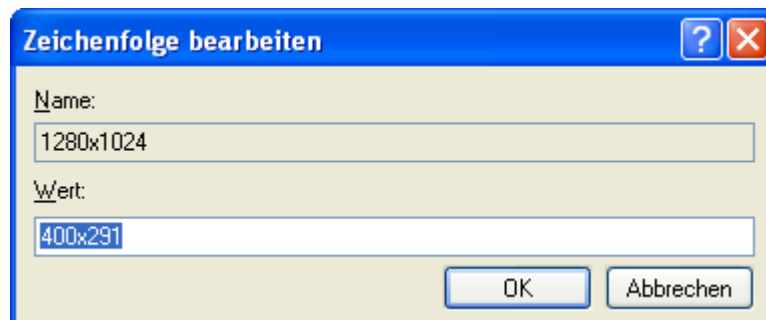 Zeichenfolge bearbeiten
Name:
1280x1024
Wert:
400x291
OK Abbrechen